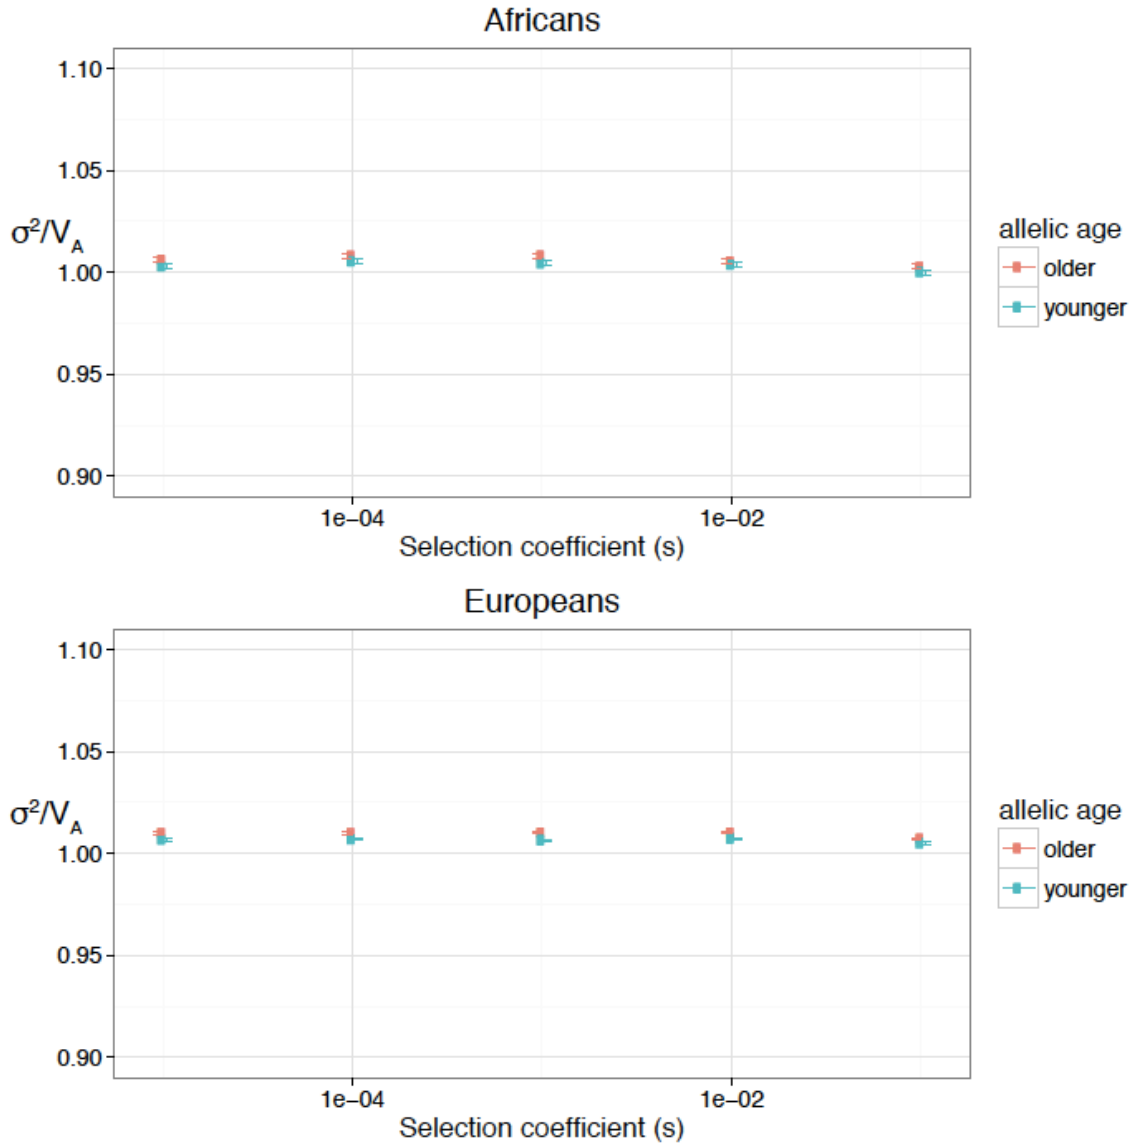 Africans
1.10
1.05
σ²/V_A
1.00
0.95
0.90
1e−04
1e−02
Selection coefficient (s)
allelic age
older
younger
Europeans
1.10
1.05
σ²/V_A
1.00
0.95
0.90
1e−04
1e−02
Selection coefficient (s)
allelic age
older
younger